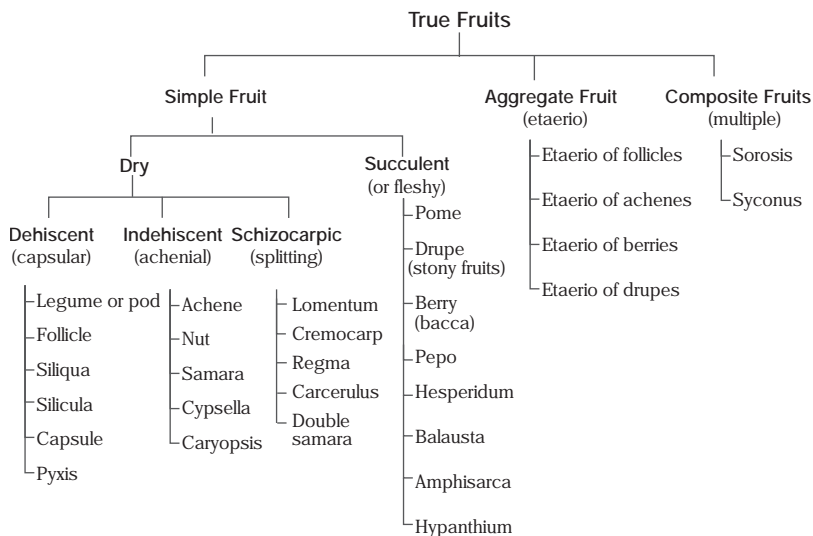 True Fruits
Simple Fruit
Aggregate Fruit
(etaerio)
Composite Fruits
(multiple)
Etaerio of follicles
Etaerio of achenes
Etaerio of berries
Etaerio of drupes
Sorosis
Syconus
Dry
Succulent
(or fleshy)
Dehiscent
(capsular)
Indehiscent
(achenial)
Schizocarpic
(splitting)
Legume or pod
Follicle
Siliqua
Silicula
Capsule
Pyxis
Achene
Nut
Samara
Cypsella
Caryopsis
Lomentum
Cremocarp
Regma
Carcerulus
Double
samara
Pome
Drupe
(stony fruits)
Berry
(bacca)
Pepo
Hesperidum
Balausta
Amphisarca
Hypanthium